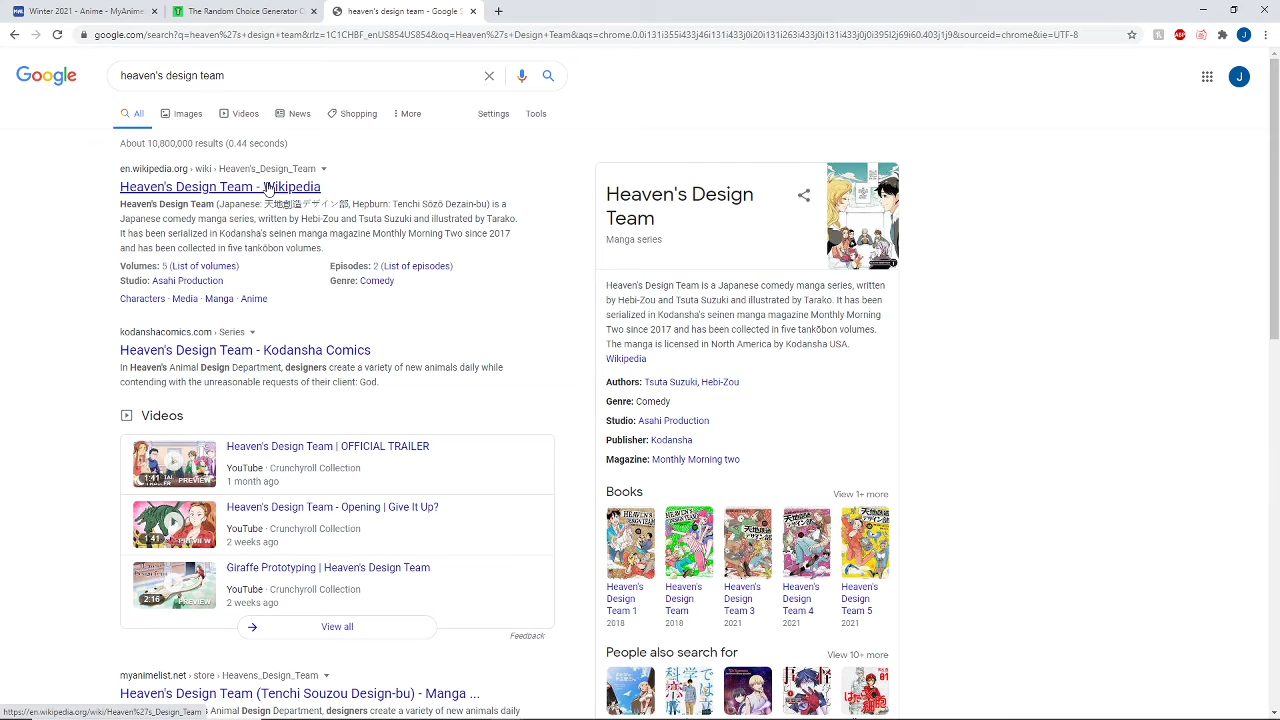 Winter 2021 - Anime - MyAnime
The Random Choice Generator C
heaven's design team - Google S
google.com/search?q=heaven%27s+design+team&rlz=1C1CHBF_enUS854US854&oq=Heaven%27s+Design+Team&aqs=chrome.0.0i131i355i433j46i131i433j0i20i131i263i433j0i131i433j0j0i395l2j69i60.403j1j9&sourceid=chrome&ie=UTF-8
ABP
J
Google
heaven's design team
J
All
Images
Videos
News
Shopping
More
Settings
Tools
About 10,800,000 results (0.44 seconds)
en.wikipedia.org › wiki › Heaven's_Design_Team
Heaven's Design Team - Wikipedia
Heaven's Design Team (Japanese: 天地創造デザイン部, Hepburn: Tenchi Sōzō Dezain-bu) is a
Japanese comedy manga series, written by Hebi-Zou and Tsuta Suzuki and illustrated by Tarako.
It has been serialized in Kodansha's seinen manga magazine Monthly Morning Two since 2017
and has been collected in five tankōbon volumes.
Volumes: 5 (List of volumes)
Episodes: 2 (List of episodes)
Studio: Asahi Production
Genre: Comedy
Characters · Media · Manga · Anime
kodanshacomics.com › Series
Heaven's Design Team - Kodansha Comics
In Heaven's Animal Design Department, designers create a variety of new animals daily while
contending with the unreasonable requests of their client: God.
Videos
1:41
PREVIEW
Heaven's Design Team | OFFICIAL TRAILER
YouTube · Crunchyroll Collection
1 month ago
1:41
PREVIEW
Heaven's Design Team - Opening | Give It Up?
YouTube · Crunchyroll Collection
2 weeks ago
2:16
PREVIEW
Giraffe Prototyping | Heaven's Design Team
YouTube · Crunchyroll Collection
2 weeks ago
View all
Feedback
myanimelist.net › store › Heavens_Design_Team
Heaven's Design Team (Tenchi Souzou Design-bu) - Manga ...
Animal Design Department, designers create a variety of new animals daily
https://en.wikipedia.org/wiki/Heaven%27s_Design_Team
Heaven's Design
Team
Manga series
Heaven's Design Team is a Japanese comedy manga series, written
by Hebi-Zou and Tsuta Suzuki and illustrated by Tarako. It has been
serialized in Kodansha's seinen manga magazine Monthly Morning
Two since 2017 and has been collected in five tankōbon volumes.
The manga is licensed in North America by Kodansha USA.
Wikipedia
Authors: Tsuta Suzuki, Hebi-Zou
Genre: Comedy
Studio: Asahi Production
Publisher: Kodansha
Magazine: Monthly Morning two
Books
View 1+ more
Heaven's
Design
Team 1
2018
Heaven's
Design
Team
2018
Heaven's
Design
Team 3
2021
Heaven's
Design
Team 4
2021
Heaven's
Design
Team 5
2021
People also search for
View 10+ more